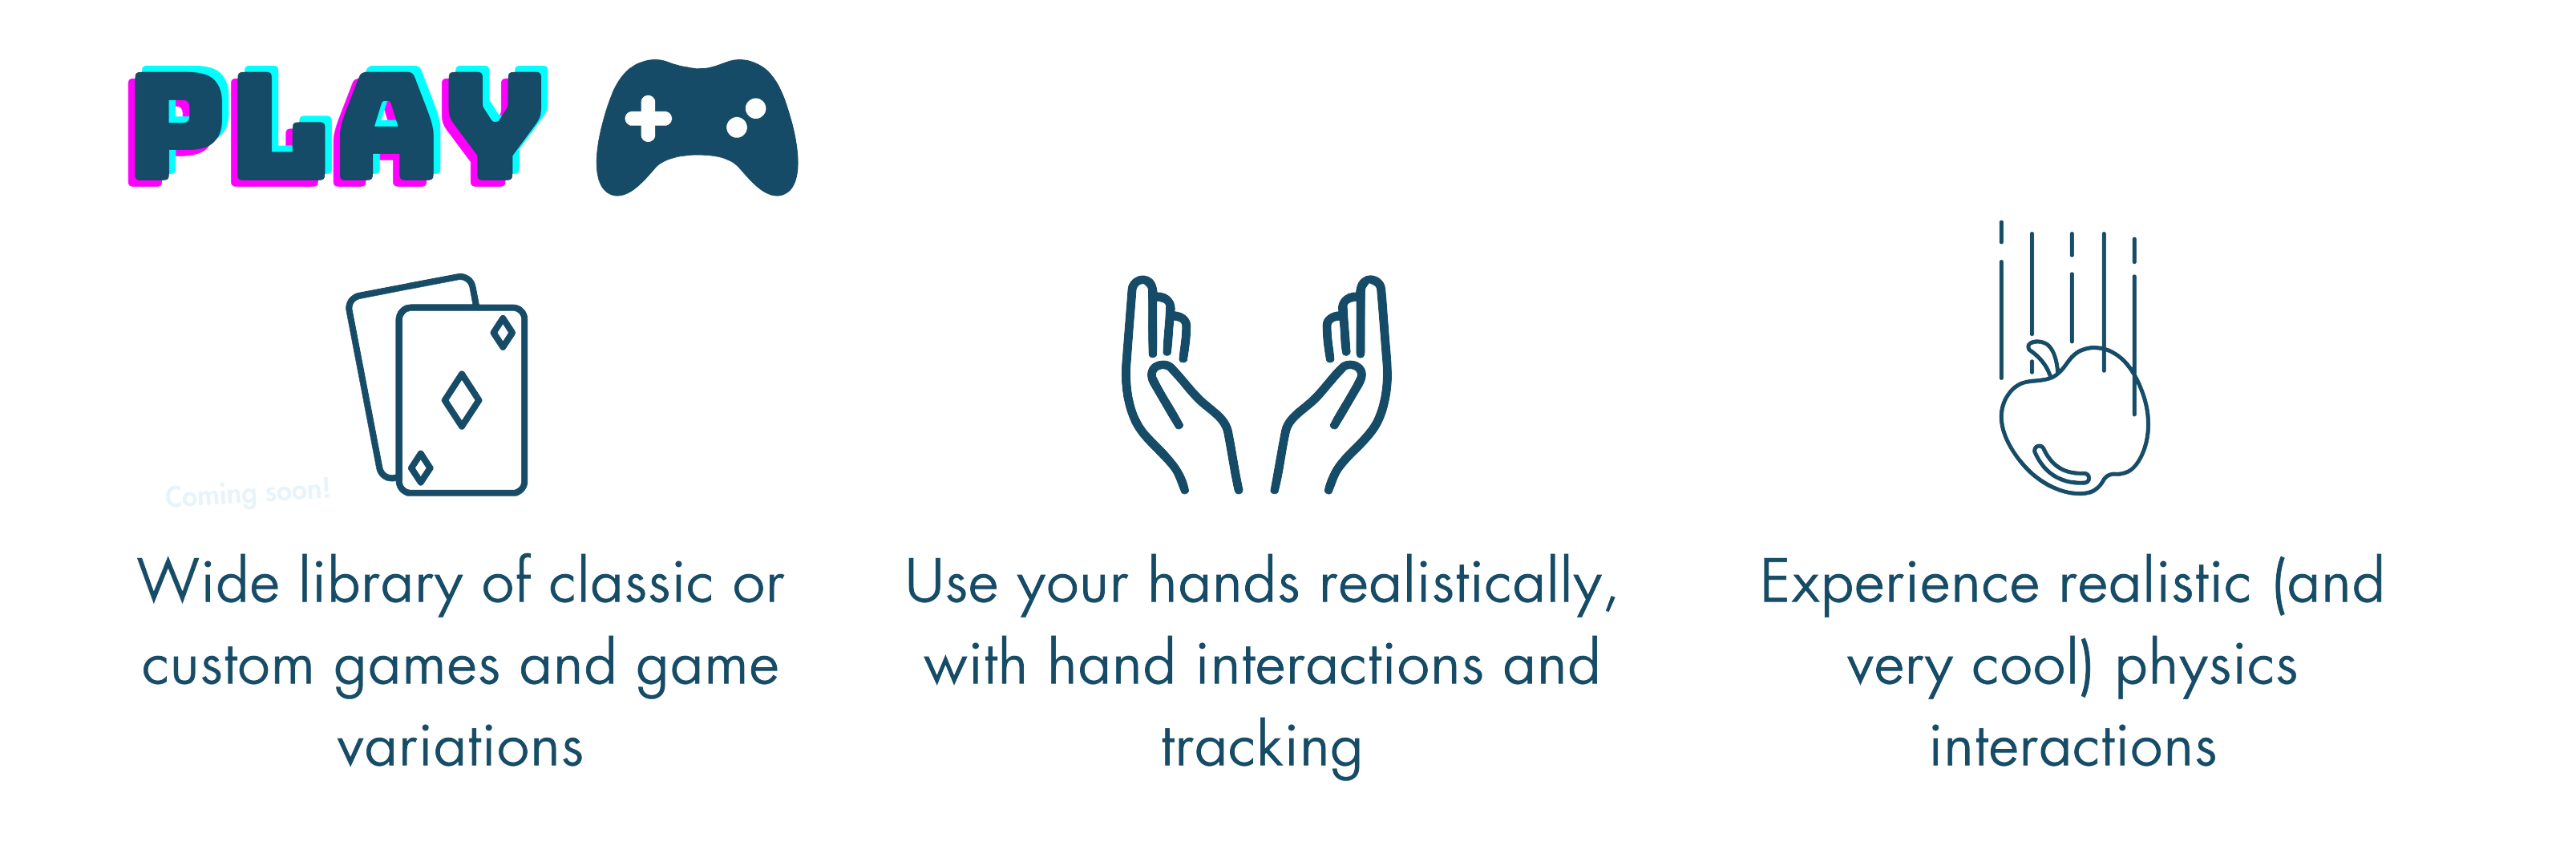 PLAY
Coming soon!
Wide library of classic or
custom games and game
variations
Use your hands realistically,
with hand interactions and
tracking
Experience realistic (and
very cool) physics
interactions